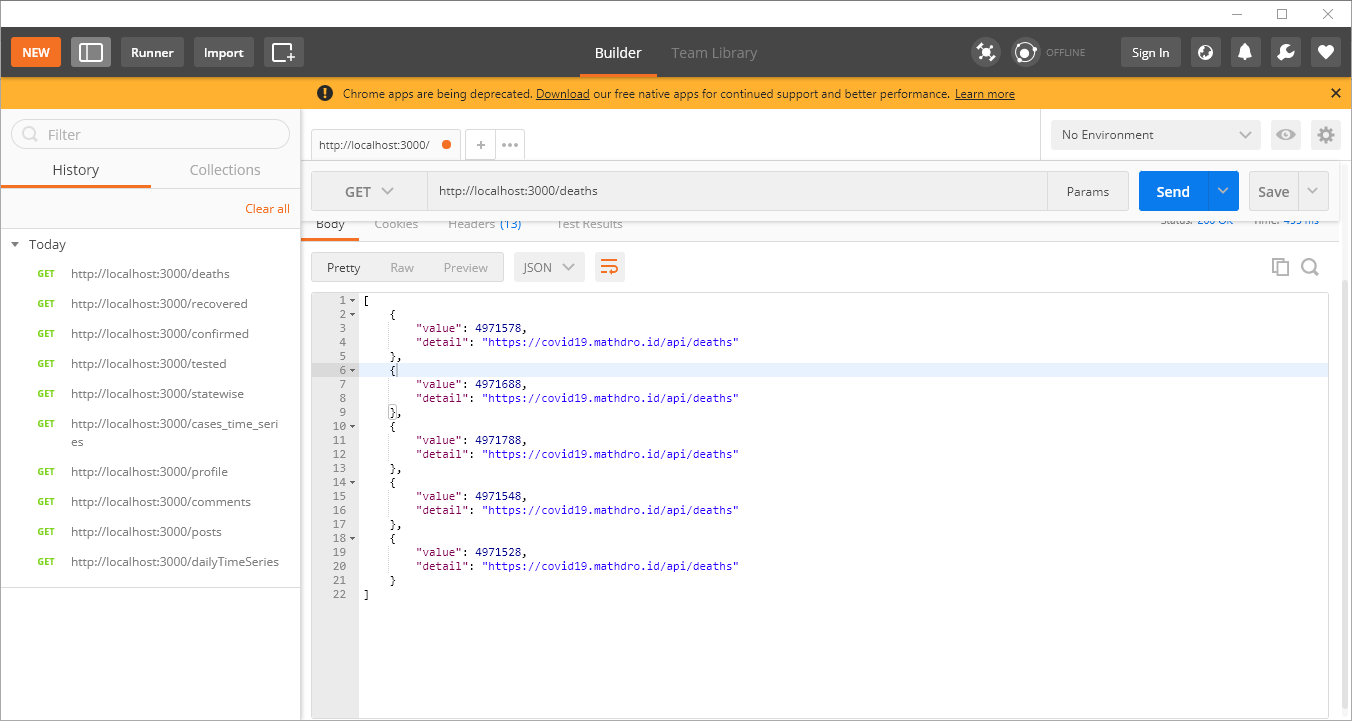 NEW Runner Import Builder Team Library OFFLINE Sign In
Chrome apps are being deprecated. Download our free native apps for continued support and better performance. Learn more
Filter
History Collections
Clear all
Today
GET http://localhost:3000/deaths
GET http://localhost:3000/recovered
GET http://localhost:3000/confirmed
GET http://localhost:3000/tested
GET http://localhost:3000/statewise
GET http://localhost:3000/cases_time_seri
es
GET http://localhost:3000/profile
GET http://localhost:3000/comments
GET http://localhost:3000/posts
GET http://localhost:3000/dailyTimeSeries
http://localhost:3000/ + •••
No Environment
GET http://localhost:3000/deaths Params Send Save
Body Cookies Headers (13) Test Results Status: 200 OK Time: 495 ms
Pretty Raw Preview JSON
1 [
2 {
3 "value": 4971578,
4 "detail": "https://covid19.mathdro.id/api/deaths"
5 },
6 {
7 "value": 4971688,
8 "detail": "https://covid19.mathdro.id/api/deaths"
9 },
10 {
11 "value": 4971788,
12 "detail": "https://covid19.mathdro.id/api/deaths"
13 },
14 {
15 "value": 4971548,
16 "detail": "https://covid19.mathdro.id/api/deaths"
17 },
18 {
19 "value": 4971528,
20 "detail": "https://covid19.mathdro.id/api/deaths"
21 }
22 ]